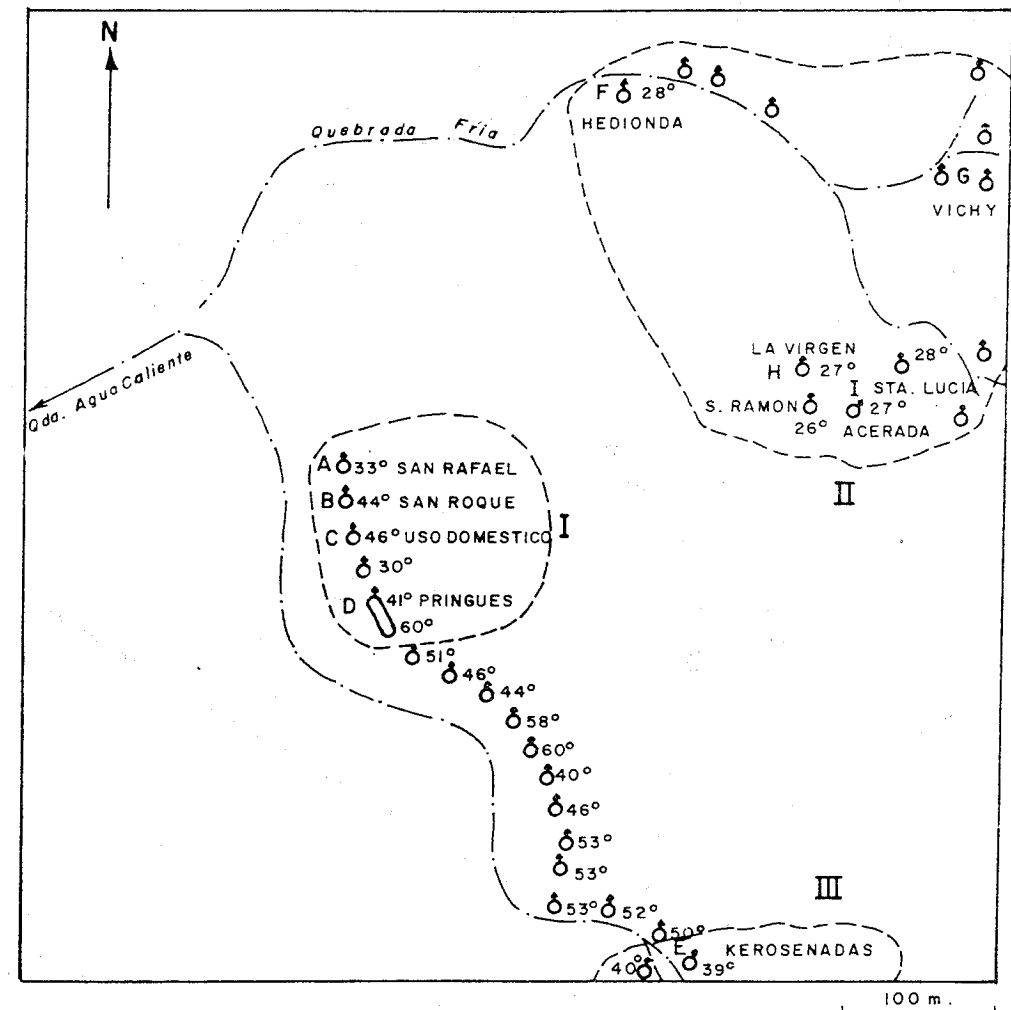 N
F 28°
HEDIONDA
Quebrada Fría
G
VICHY
LA VIRGEN
H 27°
28°
I STA. LUCIA
S. RAMON
27°
26° ACERADA
II
Qda. Agua Caliente
A 33° SAN RAFAEL
B 44° SAN ROQUE
C 46° USO DOMESTICO
I
30°
D 41° PRINGUES
60°
51°
46°
44°
58°
60°
40°
46°
53°
53°
53°
52°
III
50°
E KEROSENADAS
40°
39°
100 m.